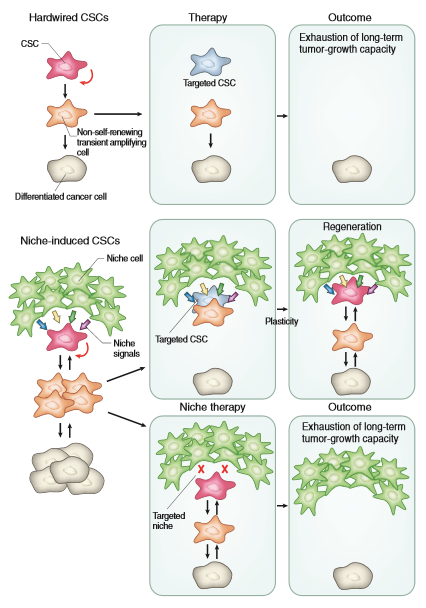 Hardwired CSCs
Therapy
Outcome
CSC
Non-self-renewing
transient amplifying
cell
Differentiated cancer cell
Targeted CSC
Exhaustion of long-term
tumor-growth capacity
Niche-induced CSCs
Niche cell
Niche
signals
Targeted CSC
Plasticity
Regeneration
Niche therapy
Targeted
niche
Outcome
Exhaustion of long-term
tumor-growth capacity